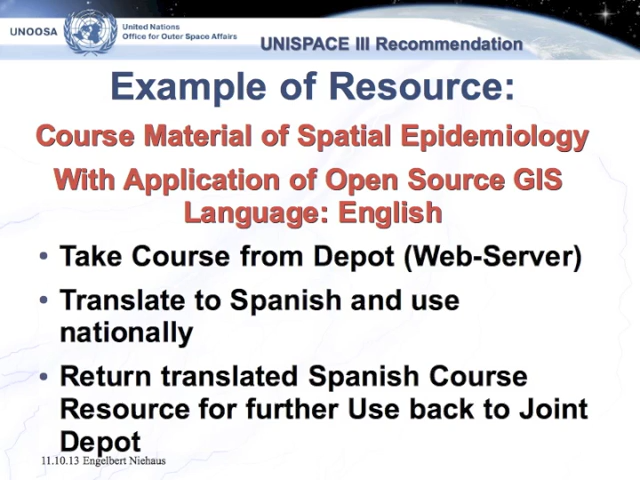 UNOOSA
United Nations
Office for Outer Space Affairs
UNISPACE III Recommendation
Example of Resource:
Course Material of Spatial Epidemiology
With Application of Open Source GIS
Language: English
• Take Course from Depot (Web-Server)
• Translate to Spanish and use
nationally
• Return translated Spanish Course
Resource for further Use back to Joint
Depot
11.10.13 Engelbert Niehaus